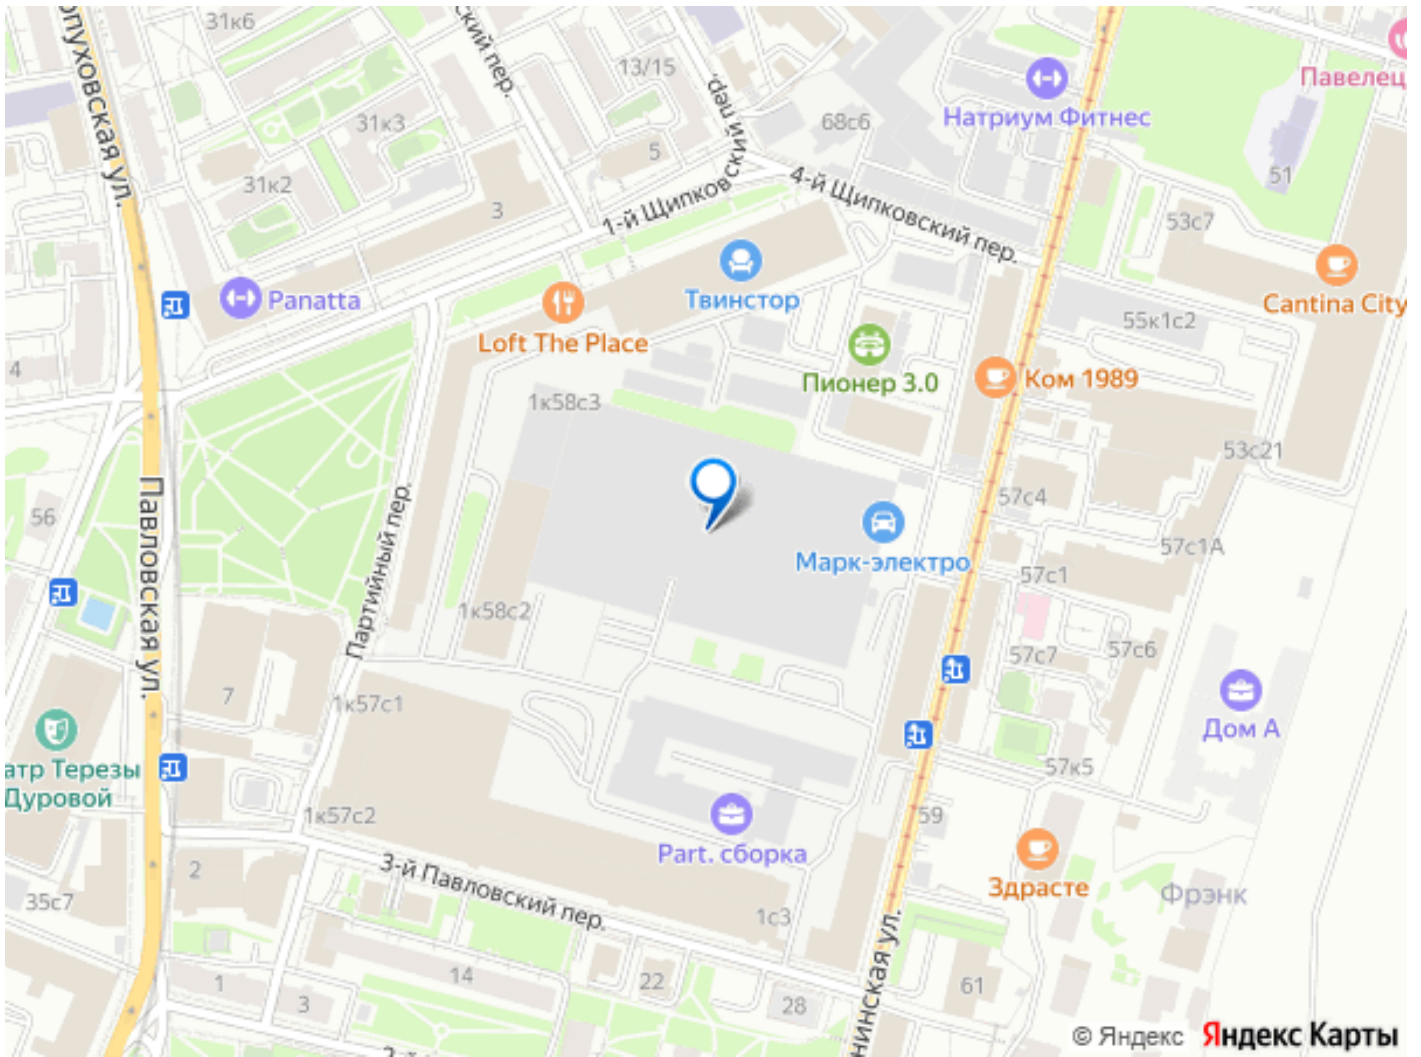 31к6
13/15
31к3
31к2
3
5
68с6
Натриум Фитнес
51
53с7
1-й Щипковский пер.
4-й Щипковский пер.
Panatta
Твинстор
Loft The Place
Пионер 3.0
Cantina City
55к1с2
Ком 1989
4
1к58с3
53с21
57с4
56
Павловская ул.
Партийный пер.
Марк-электро
57с1А
57с1
1к58с2
57с7
57с6
7
1к57с1
Дом А
атр Терезы
Дуровой
57к5
1к57с2
Part. сборка
59
Здрасте
2
3-й Павловский пер.
35с7
1с3
Фрэнк
14
22
28
61
1
3
© Яндекс
Яндекс Карты